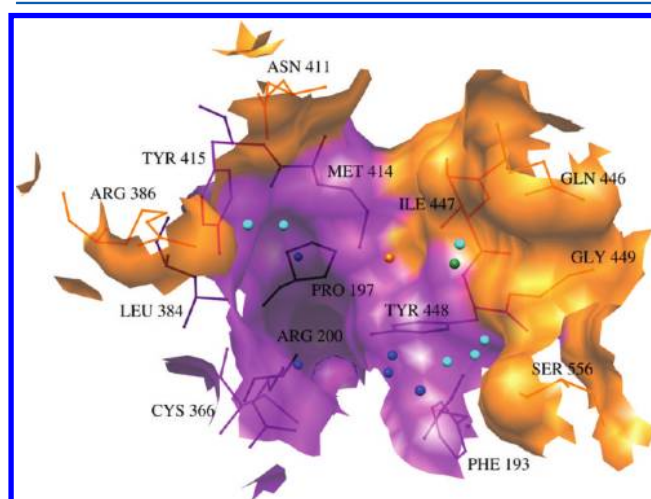 ASN 411
TYR 415
MET 414
GLN 446
ARG 386
ILE 447
GLY 449
PRO 197
LEU 384
TYR 448
ARG 200
SER 556
CYS 366
PHE 193